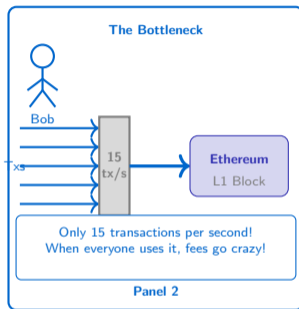 The Bottleneck
Bob
Txs
15
tx/s
Ethereum
L1 Block
Only 15 transactions per second!
When everyone uses it, fees go crazy!
Panel 2